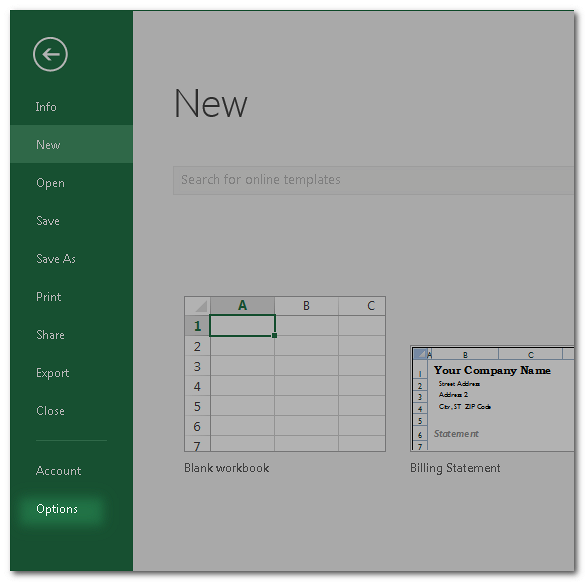 Info
New
Open
Save
Save As
Print
Share
Export
Close
Account
Options
New
Search for online templates
A B C
1
2
3
4
5
6
7
Blank workbook
A B C
1 Your Company Name
2 Street Address
3 Address 2
4 City, ST ZIP Code
5
6 Statement
7
Billing Statement